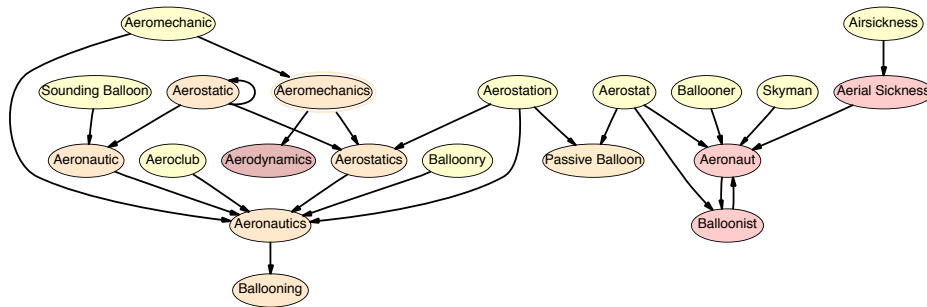 Aeromechanic
Airsickness
Sounding Balloon
Aerostatic
Aeromechanics
Aerostation
Aerostat
Ballooner
Skyman
Aerial Sickness
Aeronautic
Aeroclub
Aerodynamics
Aerostatics
Balloonry
Passive Balloon
Aeronaut
Aeronautics
Balloonist
Ballooning